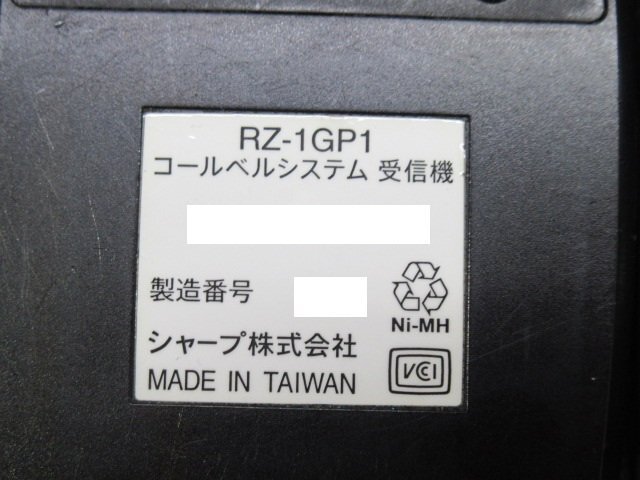 RZ-1GP1
コールベルシステム 受信機
製造番号
Ni-MH
シャープ株式会社
MADE IN TAIWAN
VCCI